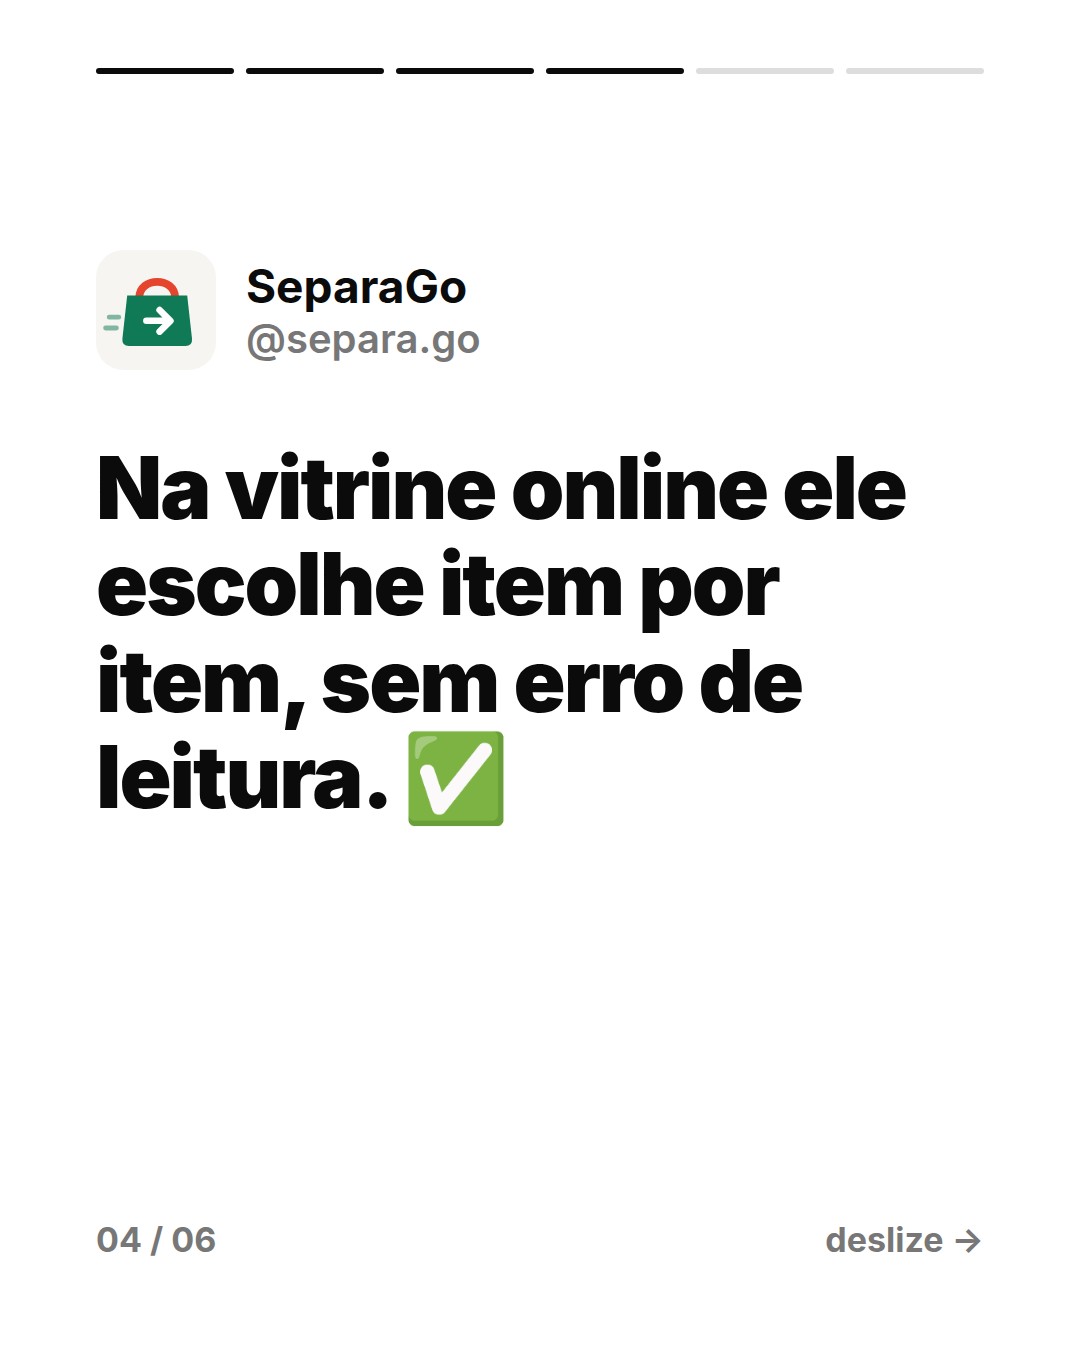 SeparaGo
@separa.go
Na vitrine online ele
escolhe item por
item, sem erro de
leitura. ✅
04 / 06
deslize →